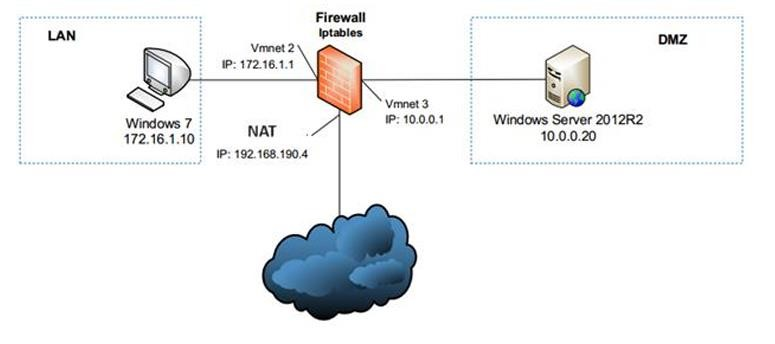 LAN
Firewall
Iptables
DMZ
Vmnet 2
IP: 172.16.1.1
Vmnet 3
IP: 10.0.0.1
Windows 7
172.16.1.10
NAT
IP: 192.168.190.4
Windows Server 2012R2
10.0.0.20